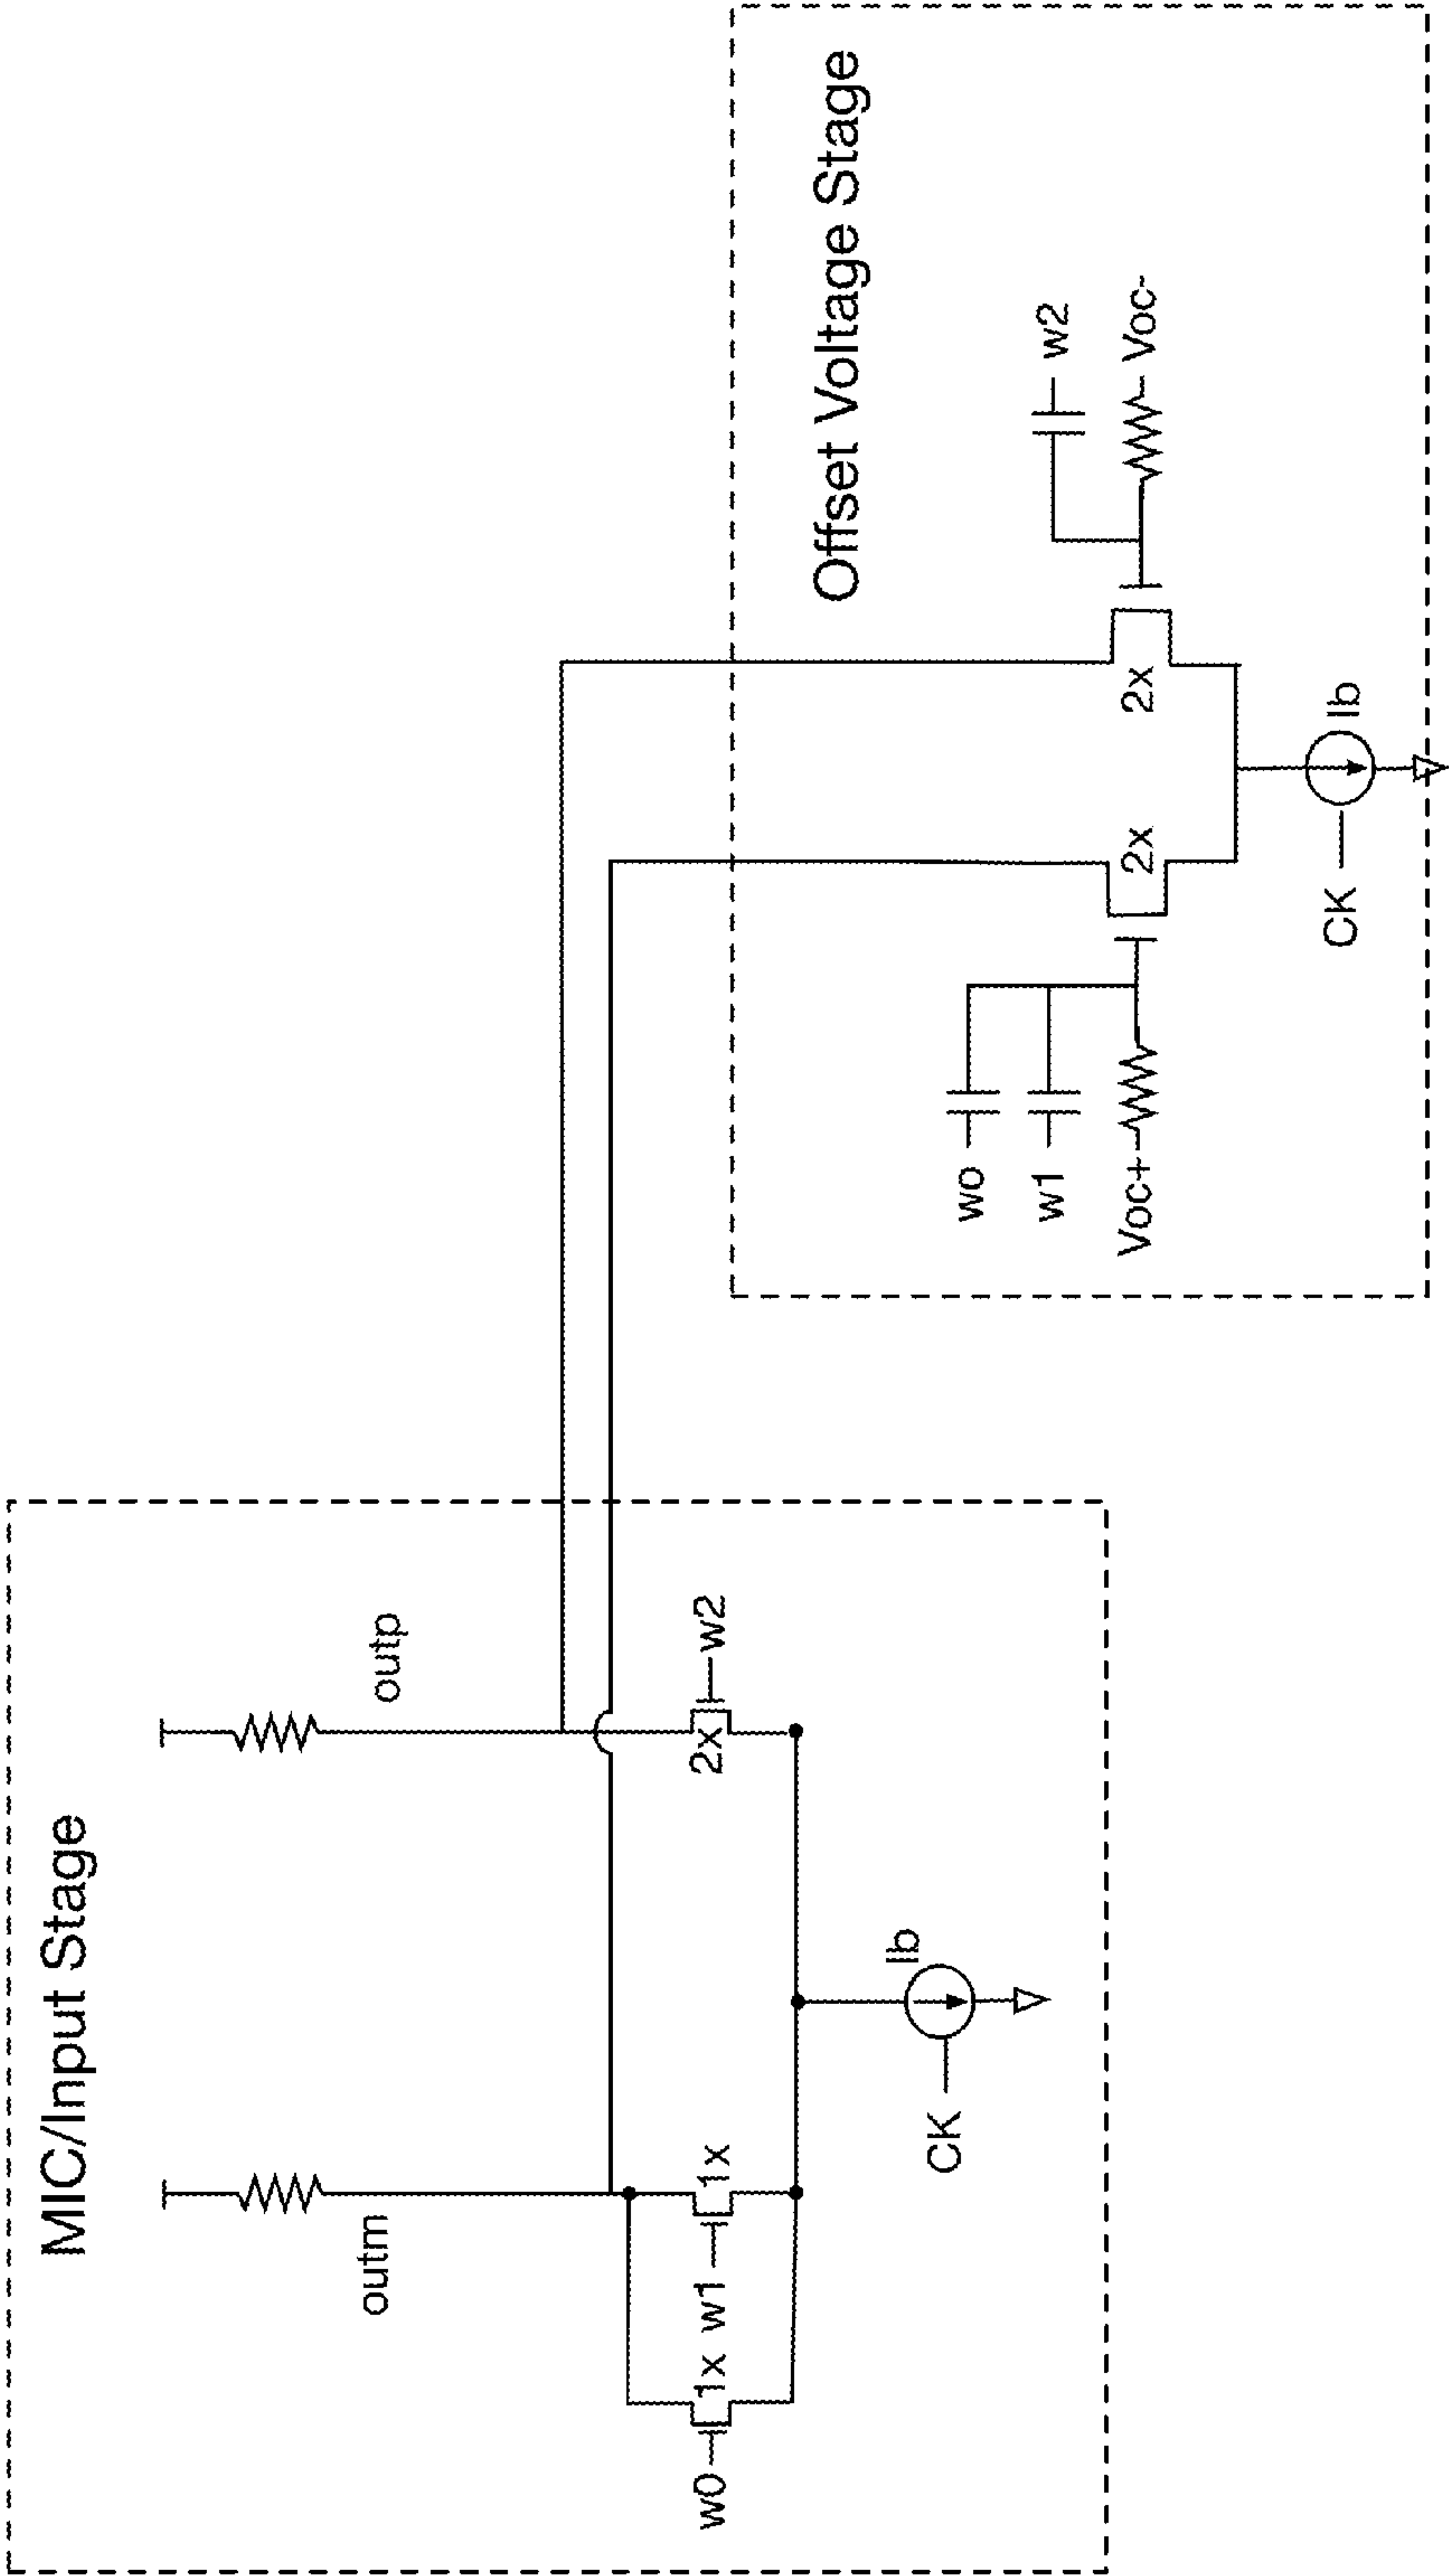 MIC/Input Stage
outm
outp
w0
1x
w1
1x
2x
w2
CK
Ib
Offset Voltage Stage
wo
w1
Voc+
2x
2x
w2
Voc-
CK
Ib